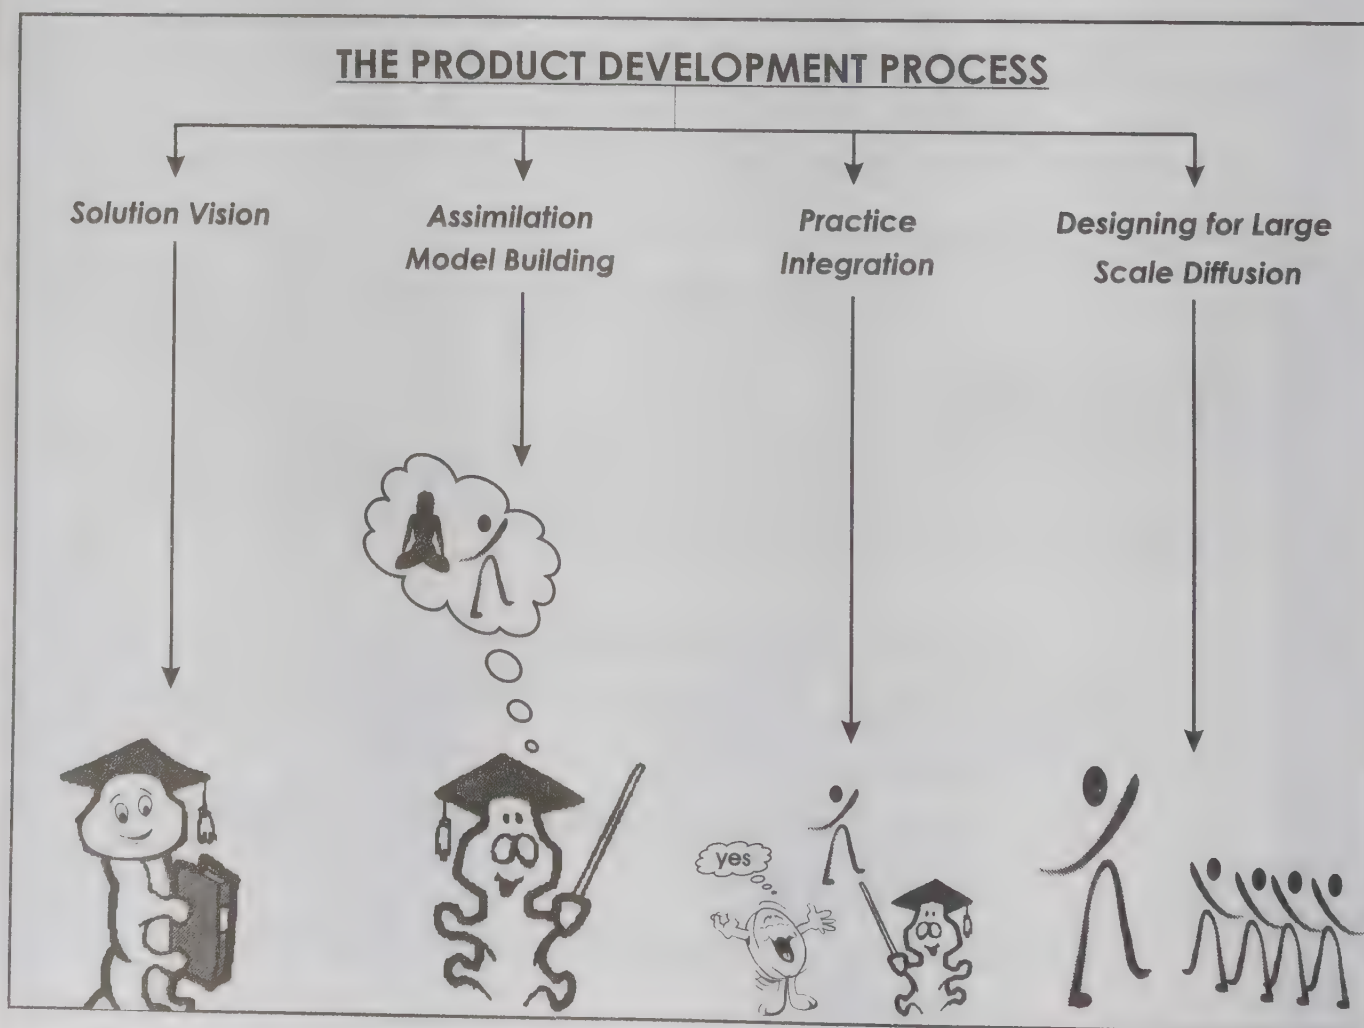 THE PRODUCT DEVELOPMENT PROCESS
Solution Vision
Assimilation
Model Building
Practice
Integration
Designing for Large
Scale Diffusion
yes